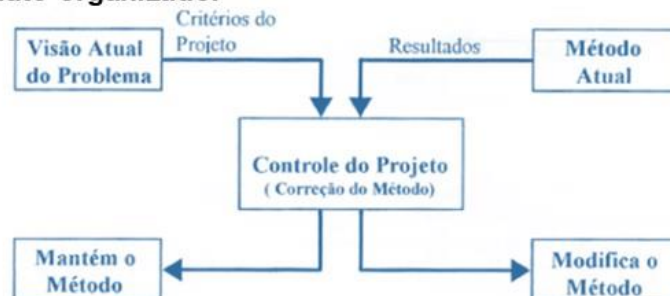 Critérios do
Projeto
Visão Atual
do Problema
Resultados
Método
Atual
Controle do Projeto
( Correção do Método)
Mantém o
Método
Modifica o
Método